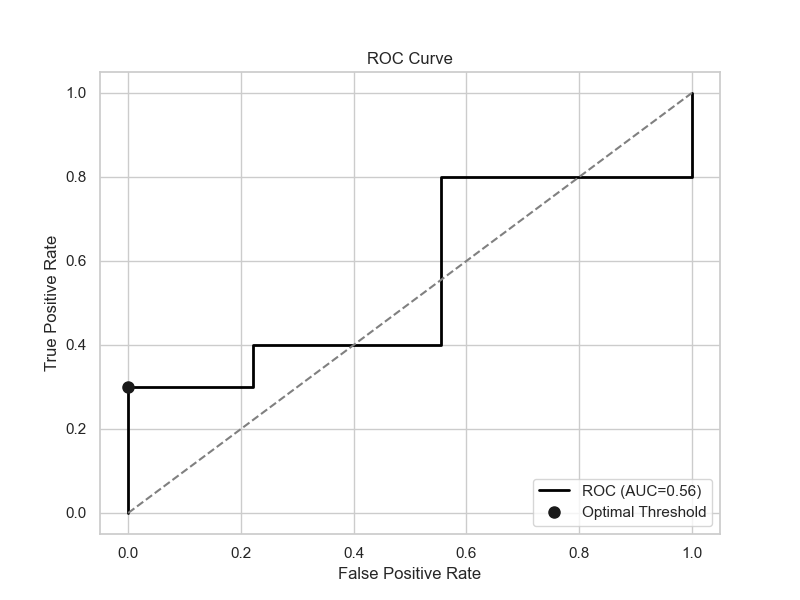 ROC Curve
True Positive Rate
1.0
0.8
0.6
0.4
0.2
0.0
0.0 0.2 0.4 0.6 0.8 1.0
False Positive Rate
ROC (AUC=0.56)
Optimal Threshold